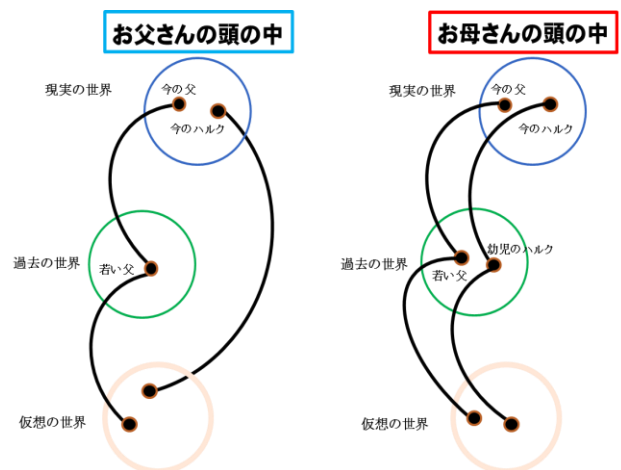 お父さんの頭の中
現実の世界
今の父
今のハルク
過去の世界
若い父
仮想の世界
お母さんの頭の中
現実の世界
今の父
今のハルク
過去の世界
幼児のハルク
若い父
仮想の世界